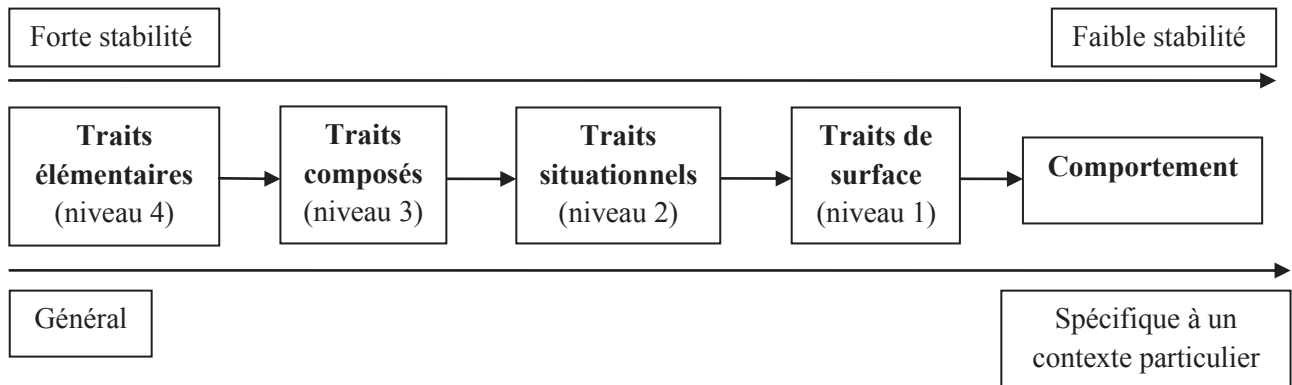 Forte stabilité
Faible stabilité
Traits
élémentaires
(niveau 4)
Traits
composés
(niveau 3)
Traits
situationnels
(niveau 2)
Traits de
surface
(niveau 1)
Comportement
Général
Spécifique à un
contexte particulier